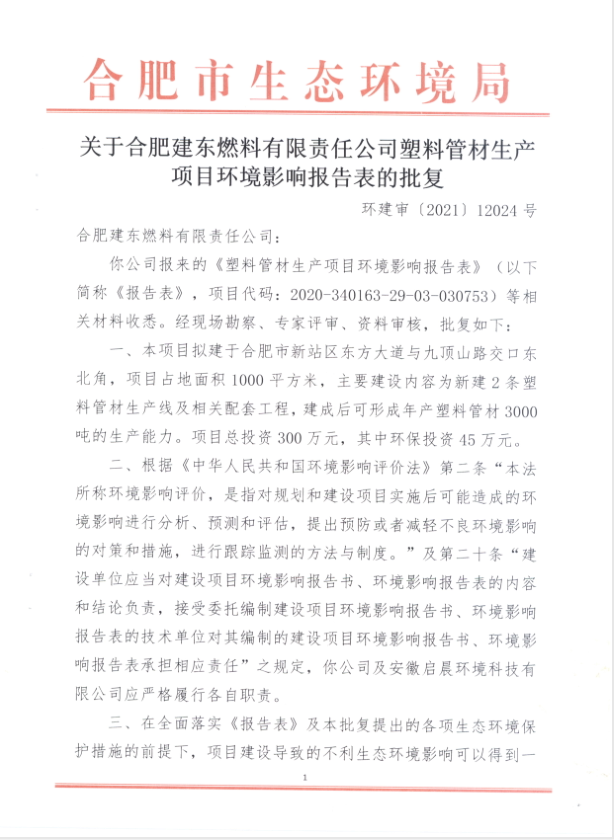 合肥市生态环境局
关于合肥建东燃料有限责任公司塑料管材生产
项目环境影响报告表的批复
环建审〔2021〕12024 号
合肥建东燃料有限责任公司：
你公司报来的《塑料管材生产项目环境影响报告表》（以下
简称《报告表》，项目代码：2020-340163-29-03-030753）等相
关材料收悉。经现场勘察、专家评审、资料审核，批复如下：
一、本项目拟建于合肥市新站区东方大道与九顶山路交口东
北角，项目占地面积 1000 平方米，主要建设内容为新建 2 条塑
料管材生产线及相关配套工程，建成后可形成年产塑料管材 3000
吨的生产能力。项目总投资 300 万元，其中环保投资 45 万元。
二、根据《中华人民共和国环境影响评价法》第二条“本法
所称环境影响评价，是指对规划和建设项目实施后可能造成的环
境影响进行分析、预测和评估，提出预防或者减轻不良环境影响
的对策和措施，进行跟踪监测的方法与制度。”及第二十条“建
设单位应当对建设项目环境影响报告书、环境影响报告表的内容
和结论负责，接受委托编制建设项目环境影响报告书、环境影响
报告表的技术单位对其编制的建设项目环境影响报告书、环境影
响报告表承担相应责任”之规定，你公司及安徽启晨环境科技有
限公司应严格履行各自职责。
三、在全面落实《报告表》及本批复提出的各项生态环境保
护措施的前提下，项目建设导致的不利生态环境影响可以得到一
1